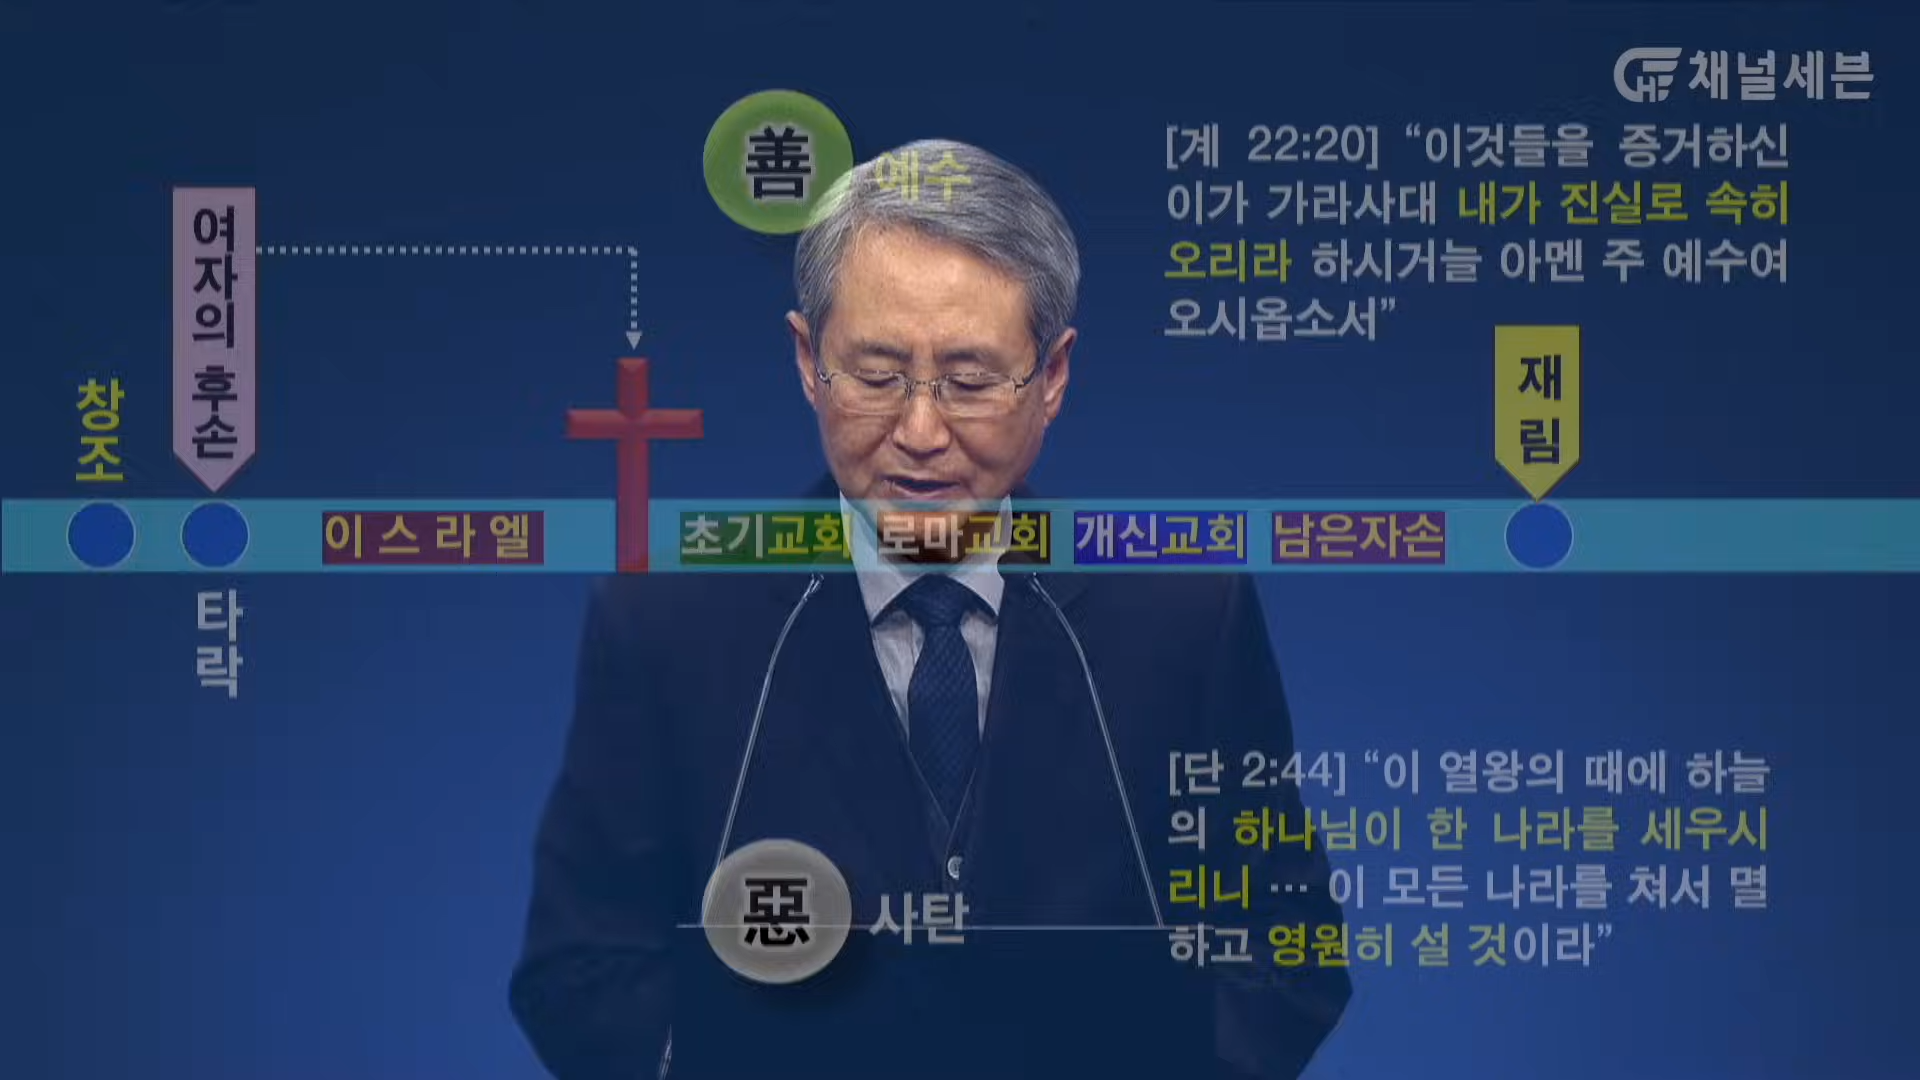 CHF 채널세븐
善 예수
[계 22:20] “이것들을 증거하신
이가 가라사대 내가 진실로 속히
오리라 하시거늘 아멘 주 예수여
오시옵소서”
여자의 후손
창조
재림
이스라엘
초기교회
로마교회
개신교회
남은자손
타락
[단 2:44] “이 열왕의 때에 하늘
의 하나님이 한 나라를 세우시
리니 … 이 모든 나라를 쳐서 멸
하고 영원히 설 것이라”
惡 사탄